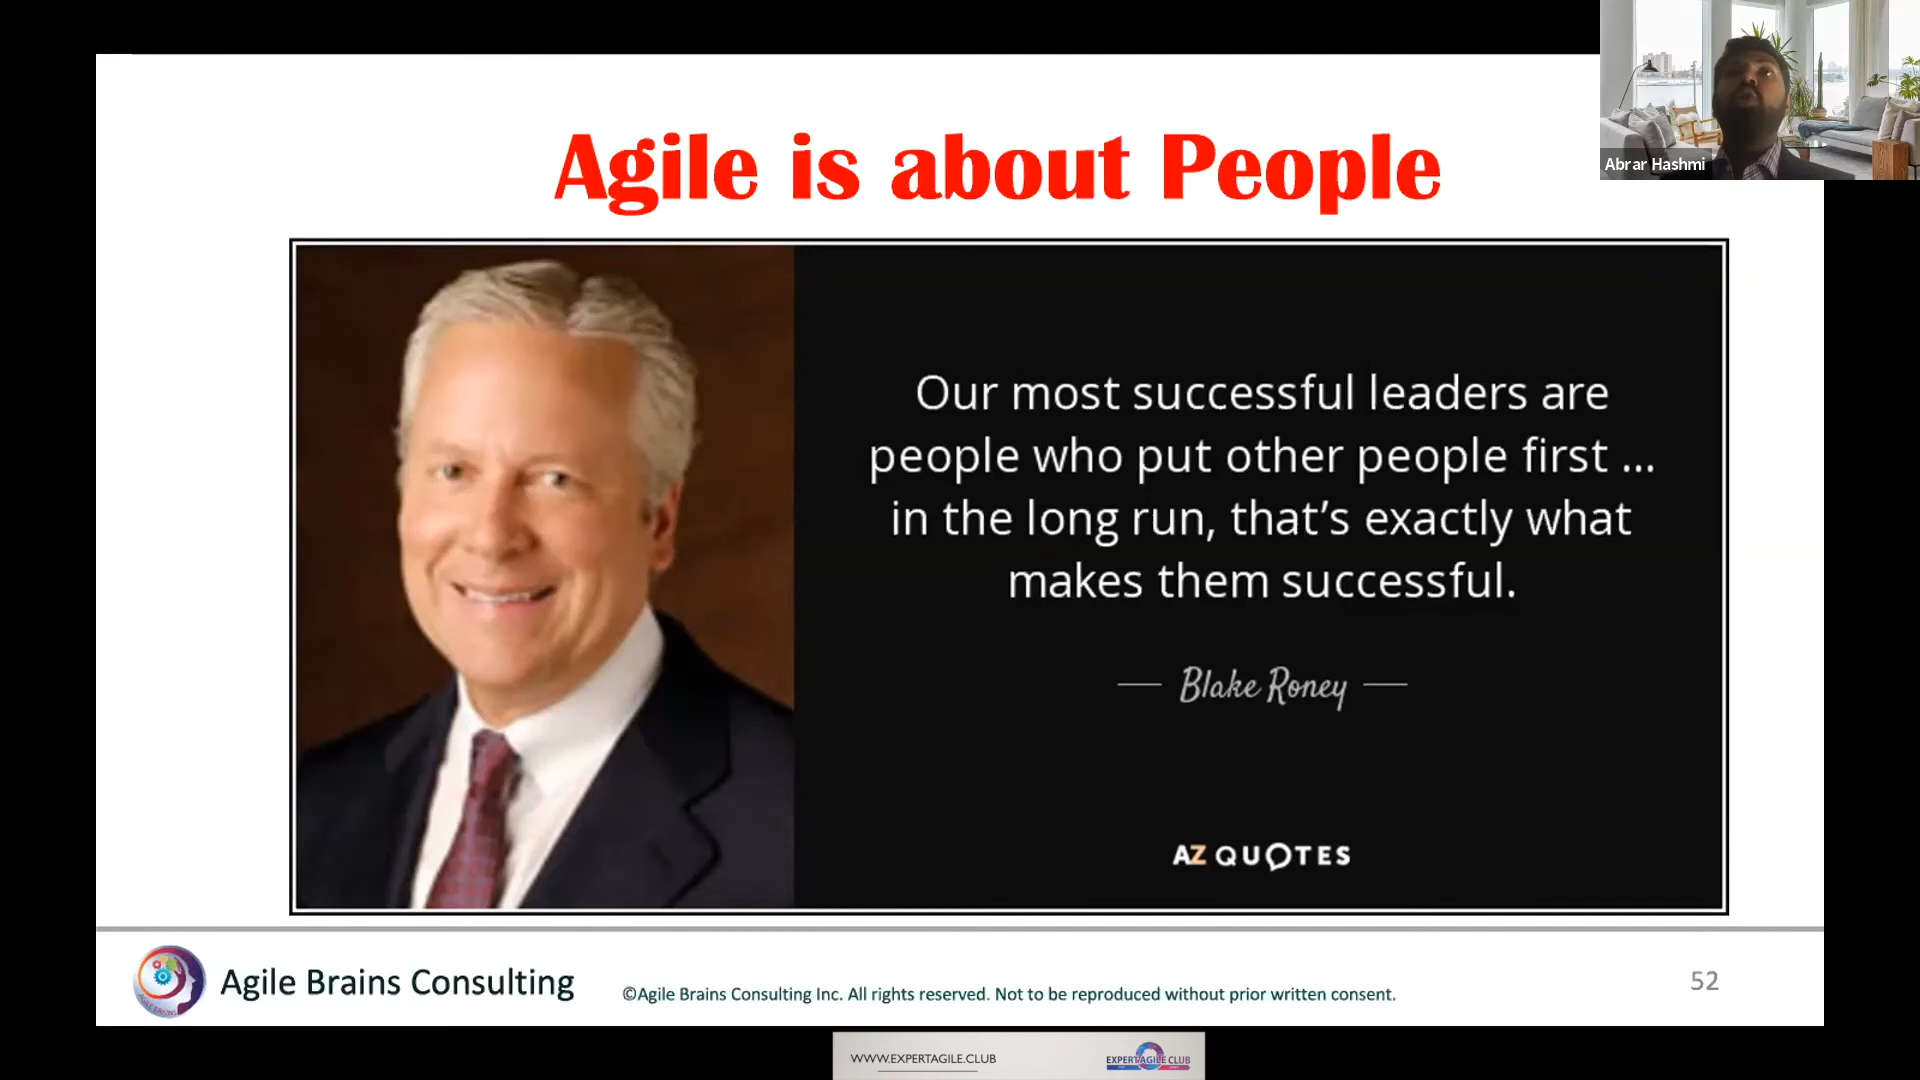 Agile is about People
Abrar Hashmi
Our most successful leaders are
people who put other people first ...
in the long run, that's exactly what
makes them successful.
Blake Roney
AZ QUOTES
Agile Brains Consulting
©Agile Brains Consulting Inc. All rights reserved. Not to be reproduced without prior written consent.
52
WWW.EXPERTAGILE.CLUB
EXPERT AGILE CLUB